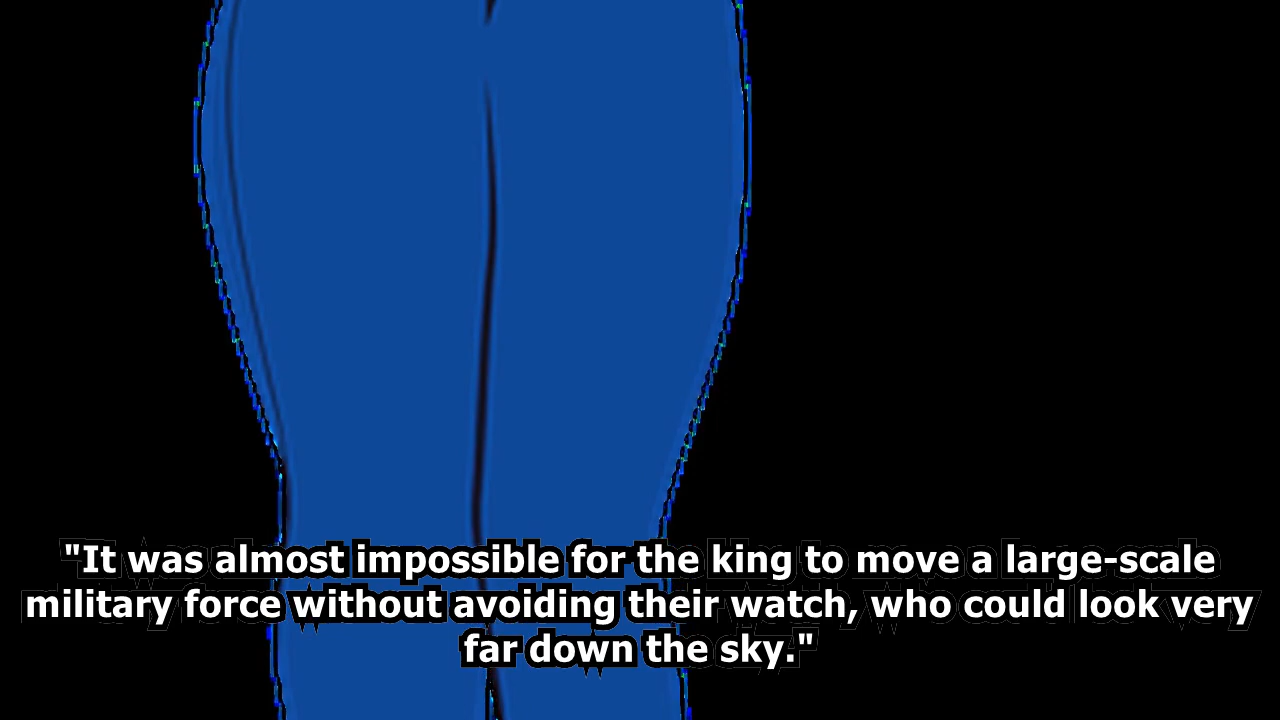 "It was almost impossible for the king to move a large-scale
military force without avoiding their watch, who could look very
far down the sky."